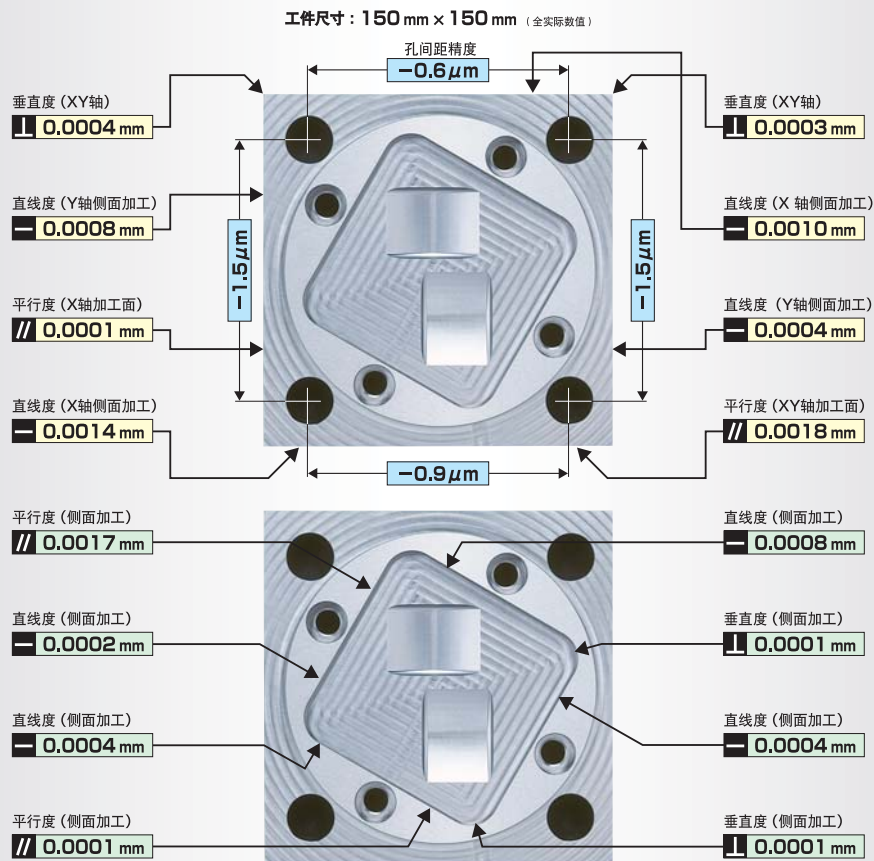 工件尺寸：150 mm × 150 mm （全实际数值）
孔间距精度
−0.6μm
垂直度 (XY轴)
⊥ 0.0004 mm
垂直度 (XY轴)
⊥ 0.0003 mm
直线度 (Y轴侧面加工)
− 0.0008 mm
直线度 (X 轴侧面加工)
− 0.0010 mm
−1.5μm
−1.5μm
平行度 (X轴加工面)
// 0.0001 mm
直线度 (Y轴侧面加工)
− 0.0004 mm
直线度 (X轴侧面加工)
− 0.0014 mm
平行度 (XY轴加工面)
// 0.0018 mm
−0.9μm
平行度 (侧面加工)
// 0.0017 mm
直线度 (侧面加工)
− 0.0008 mm
直线度 (侧面加工)
− 0.0002 mm
垂直度 (侧面加工)
⊥ 0.0001 mm
直线度 (侧面加工)
− 0.0004 mm
直线度 (侧面加工)
− 0.0004 mm
平行度 (侧面加工)
// 0.0001 mm
垂直度 (侧面加工)
⊥ 0.0001 mm